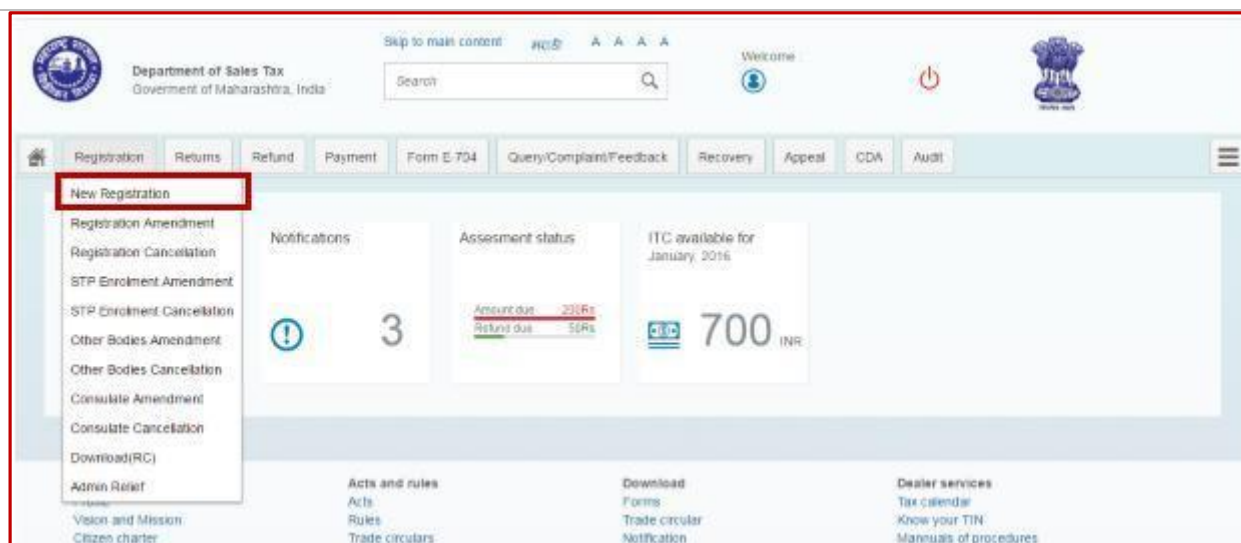 Skip to main content मराठी A A A A
Department of Sales Tax
Goverment of Maharashtra, India
Search
Welcome
Registration Returns Refund Payment Form E-704 Query/Complaint/Feedback Recovery Appeal CDA Audit
New Registration
Registration Amendment
Registration Cancellation
STP Enrolment Amendment
STP Enrolment Cancellation
Other Bodies Amendment
Other Bodies Cancellation
Consulate Amendment
Consulate Cancellation
Download(RC)
Admin Relief
Notifications
3
Assesment status
Amount due 200Rs
Refund due 50Rs
ITC available for
January, 2016
700 INR
Vision and Mission
Citizen charter
Acts and rules
Acts
Rules
Trade circulars
Download
Forms
Trade circular
Notification
Dealer services
Tax calendar
Know your TIN
Mannuals of procedures